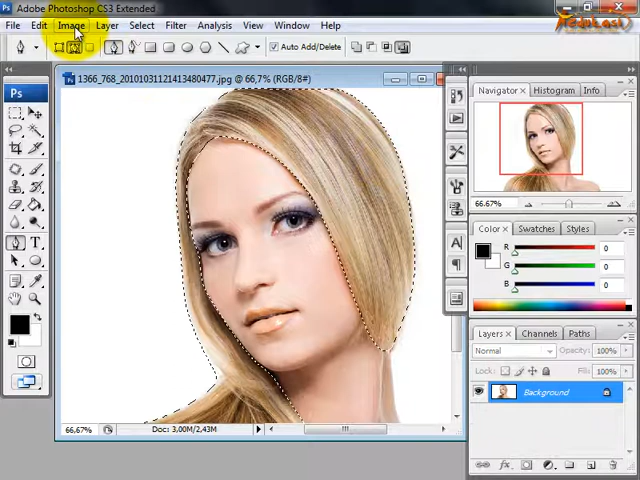 Adobe Photoshop CS3 Extended
File Edit Image Layer Select Filter Analysis View Window Help
Add Auto/Delete
1366_768_20101031121413480477.jpg @ 66,7% (RGB/8#)
Ps
T
66,67%
Doc: 3,00M/2,43M
A
Navigator × Histogram Info
66.67%
Color × Swatches Styles
R 0
G 0
B 0
Layers × Channels Paths
Normal Opacity: 100%
Lock: Fill: 100%
Background
fx